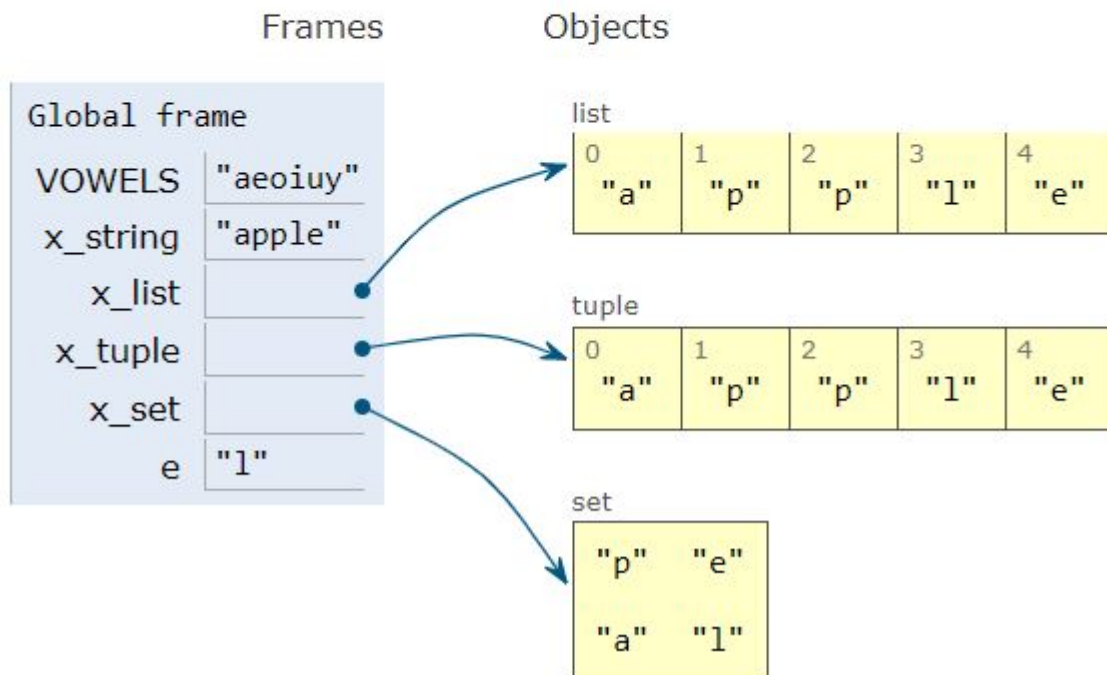 Frames Objects
Global frame
VOWELS "aeoiuy"
x_string "apple"
x_list
x_tuple
x_set
e "l"
list
0 1 2 3 4
"a" "p" "p" "l" "e"
tuple
0 1 2 3 4
"a" "p" "p" "l" "e"
set
"p" "e"
"a" "l"